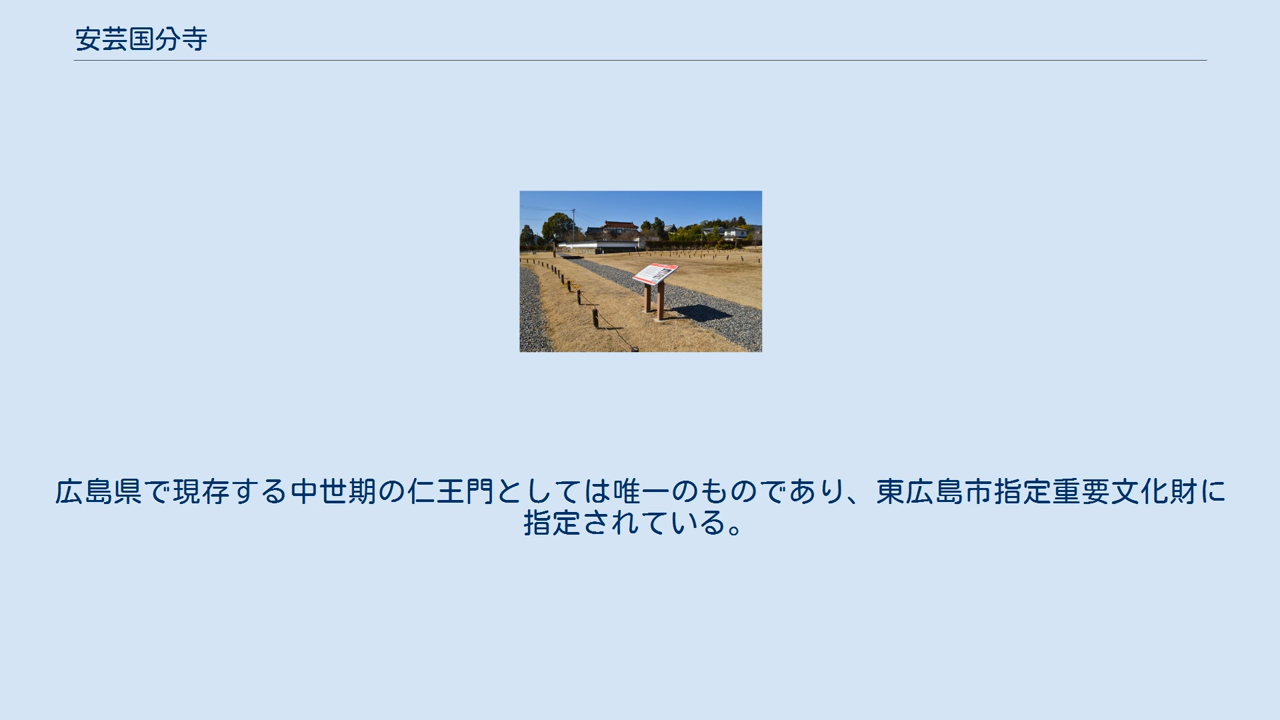 安芸国分寺
広島県で現存する中世期の仁王門としては唯一のものであり、東広島市指定重要文化財に
指定されている。